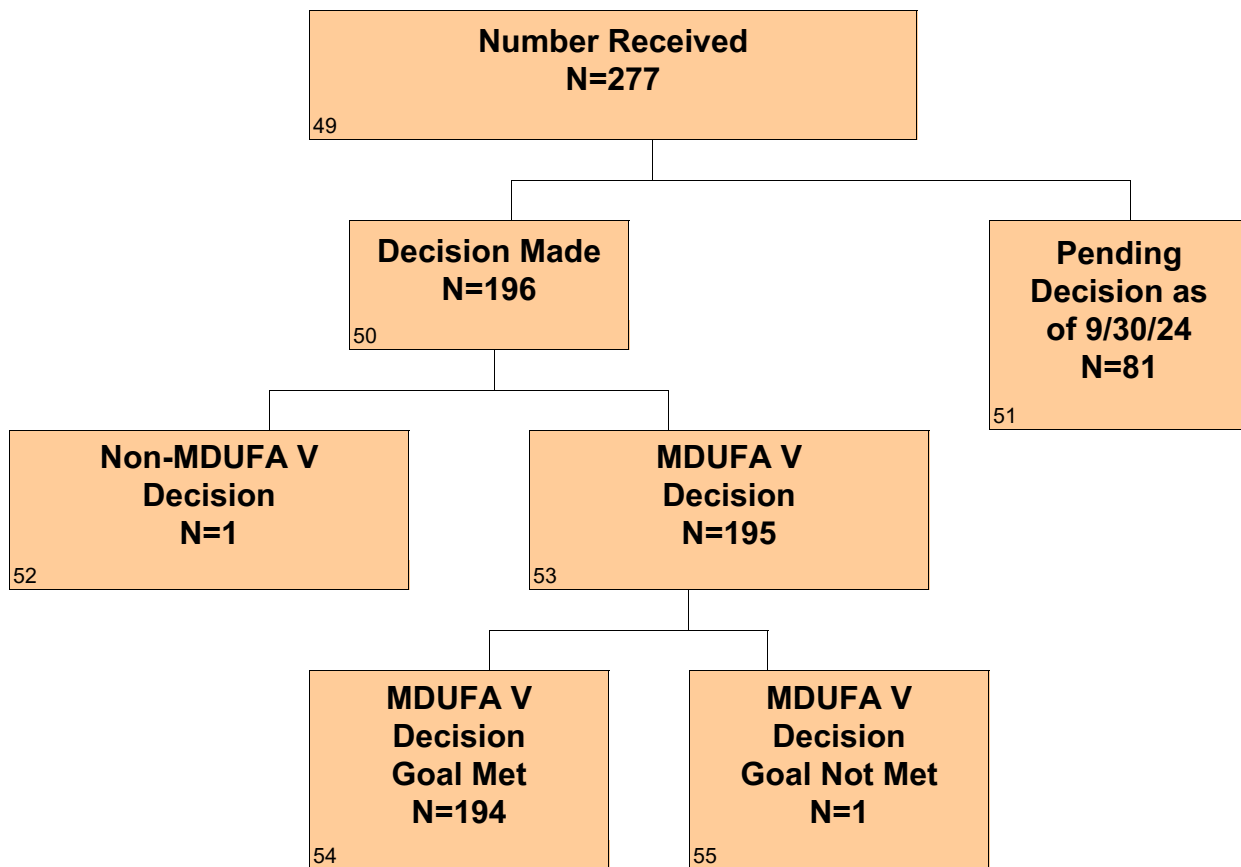 Number Received
N=277
49
Decision Made
N=196
50
Pending
Decision as
of 9/30/24
N=81
51
Non-MDUFA V
Decision
N=1
52
MDUFA V
Decision
N=195
53
MDUFA V
Decision
Goal Met
N=194
54
MDUFA V
Decision
Goal Not Met
N=1
55